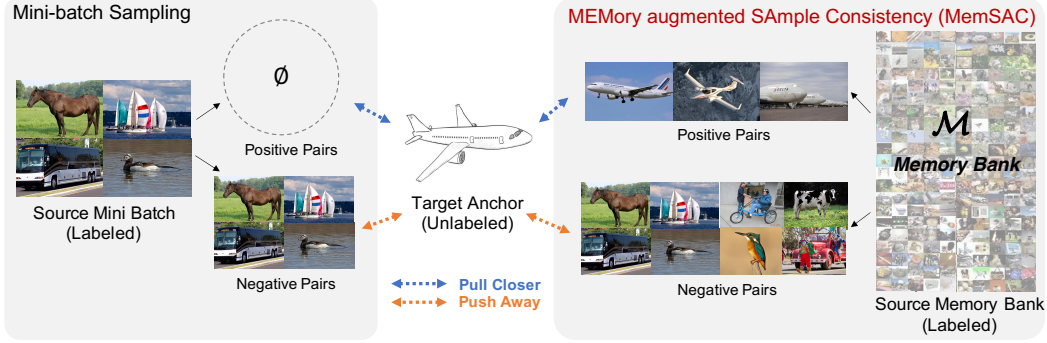 Mini-batch Sampling
MEMory augmented SAmple Consistency (MemSAC)
∅
Positive Pairs
Source Mini Batch
(Labeled)
Negative Pairs
Target Anchor
(Unlabeled)
Pull Closer
Push Away
Positive Pairs
Negative Pairs
ℳ
Memory Bank
Source Memory Bank
(Labeled)